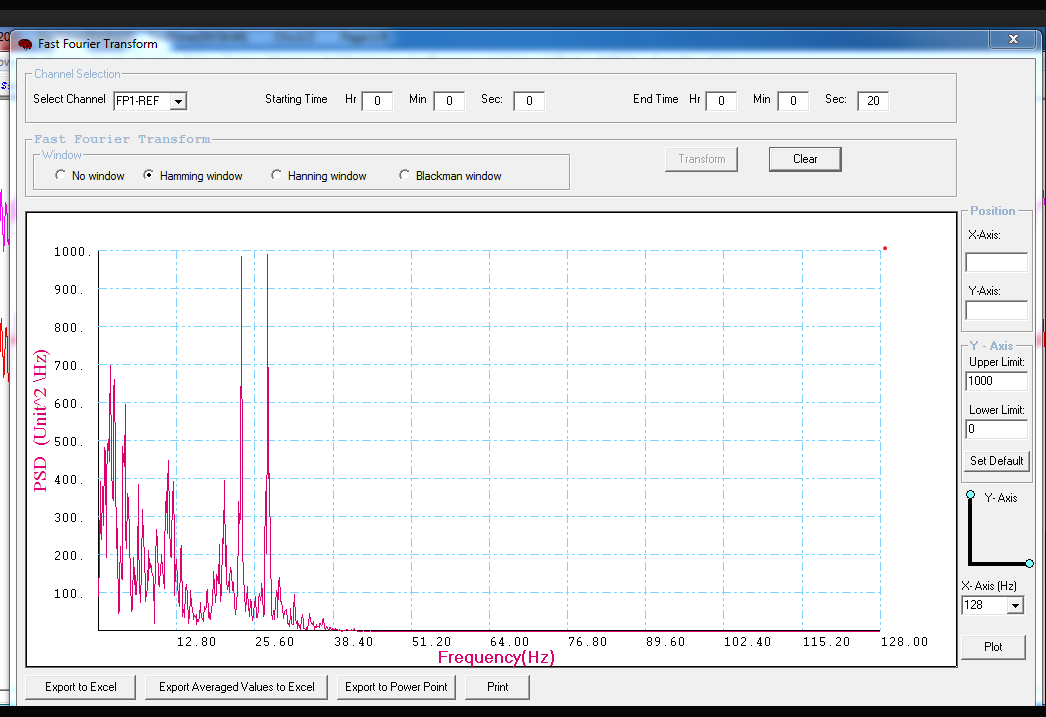 Fast Fourier Transform
X
Channel Selection
Select Channel FP1-REF Starting Time Hr 0 Min 0 Sec: 0 End Time Hr 0 Min 0 Sec: 20
Fast Fourier Transform
Window
No window Hamming window Hanning window Blackman window Transform Clear
1000.
900.
800.
700.
600.
500.
400.
300.
200.
100.
PSD (Unit^2 \Hz)
12.80 25.60 38.40 51.20 64.00 76.80 89.60 102.40 115.20 128.00
Frequency(Hz)
Position
X-Axis:
Y-Axis:
Y - Axis
Upper Limit:
1000
Lower Limit:
0
Set Default
Y- Axis
X- Axis (Hz)
128
Plot
Export to Excel Export Averaged Values to Excel Export to Power Point Print